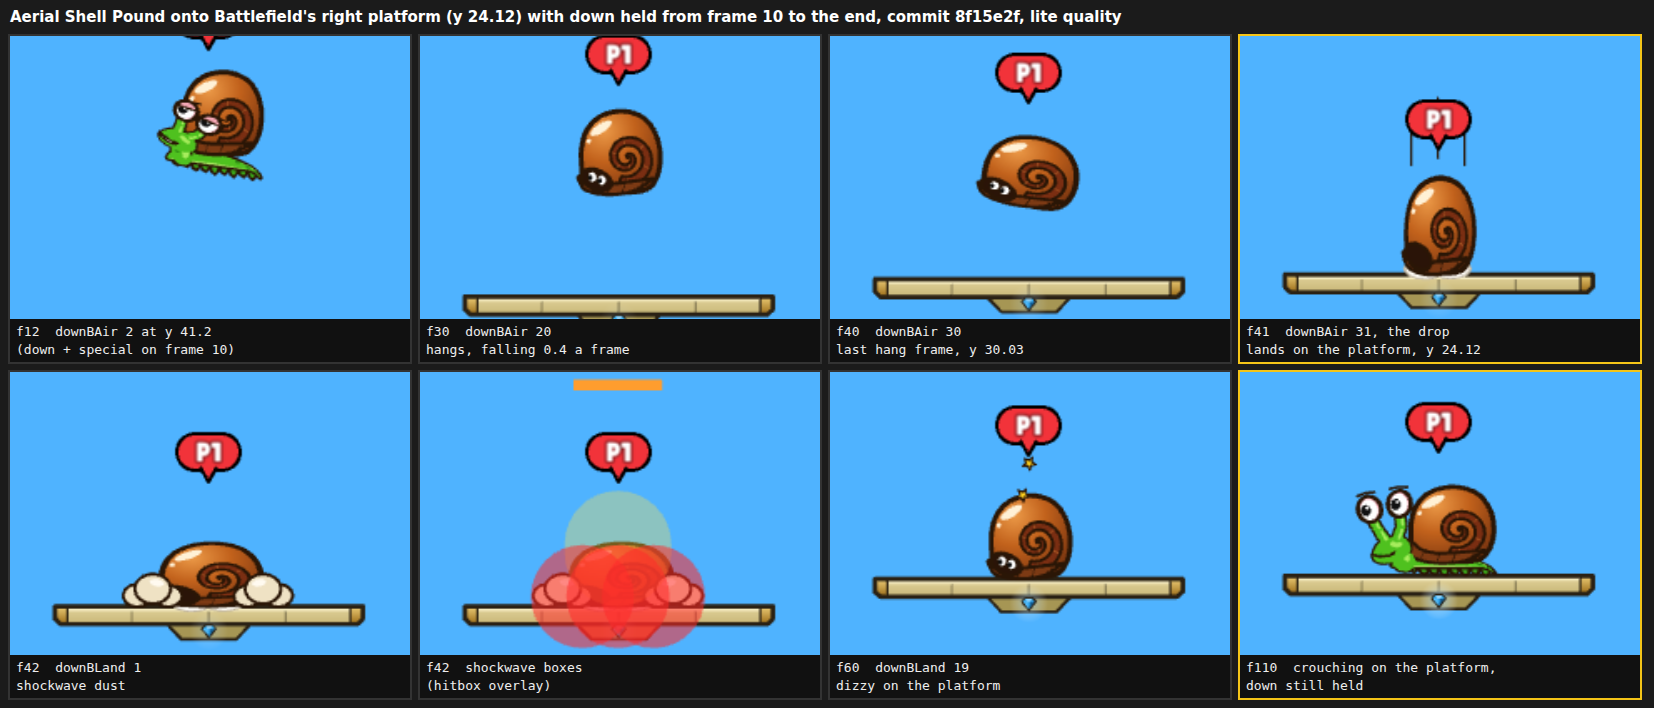 Aerial Shell Pound onto Battlefield's right platform (y 24.12) with down held from frame 10 to the end, commit 8f15e2f, lite quality
P1
P1
P1
f12  downBAir 2 at y 41.2
(down + special on frame 10)
f30  downBAir 20
hangs, falling 0.4 a frame
f40  downBAir 30
last hang frame, y 30.03
f41  downBAir 31, the drop
lands on the platform, y 24.12
P1
P1
P1
P1
f42  downBLand 1
shockwave dust
f42  shockwave boxes
(hitbox overlay)
f60  downBLand 19
dizzy on the platform
f110  crouching on the platform,
down still held